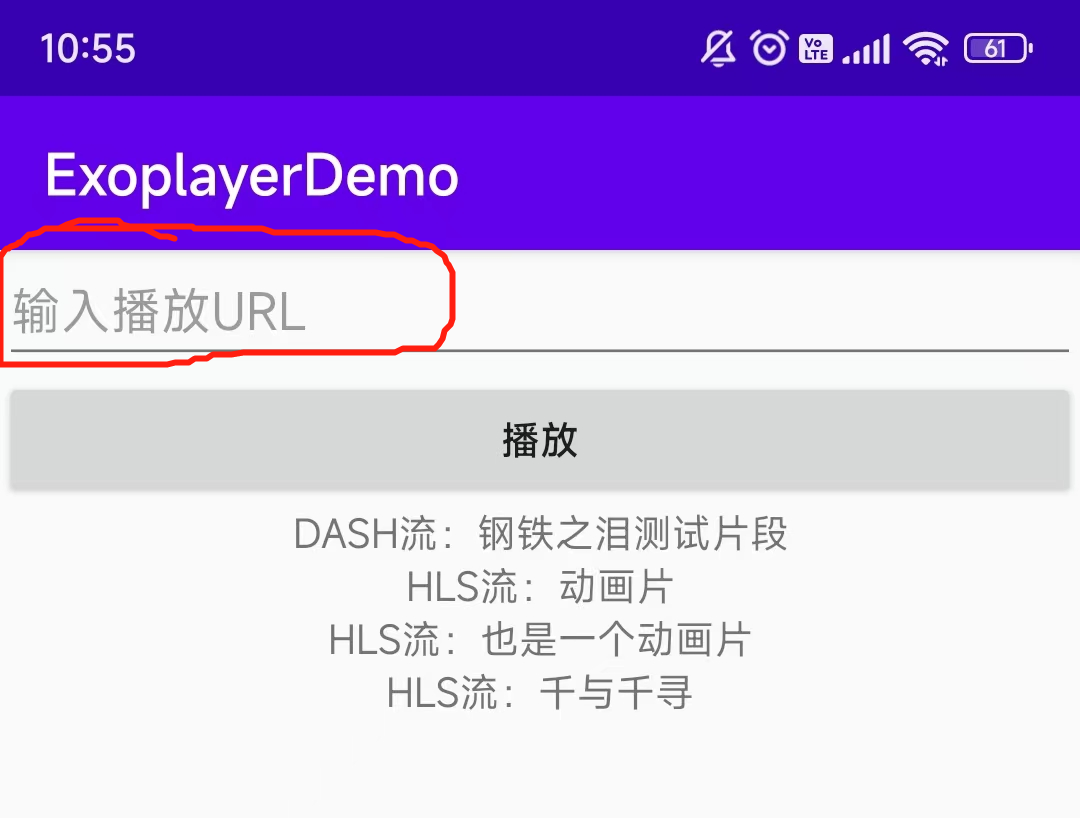 10:55 Vo LTE 61
ExoplayerDemo
输入播放URL
播放
DASH流：钢铁之泪测试片段
HLS流：动画片
HLS流：也是一个动画片
HLS流：千与千寻